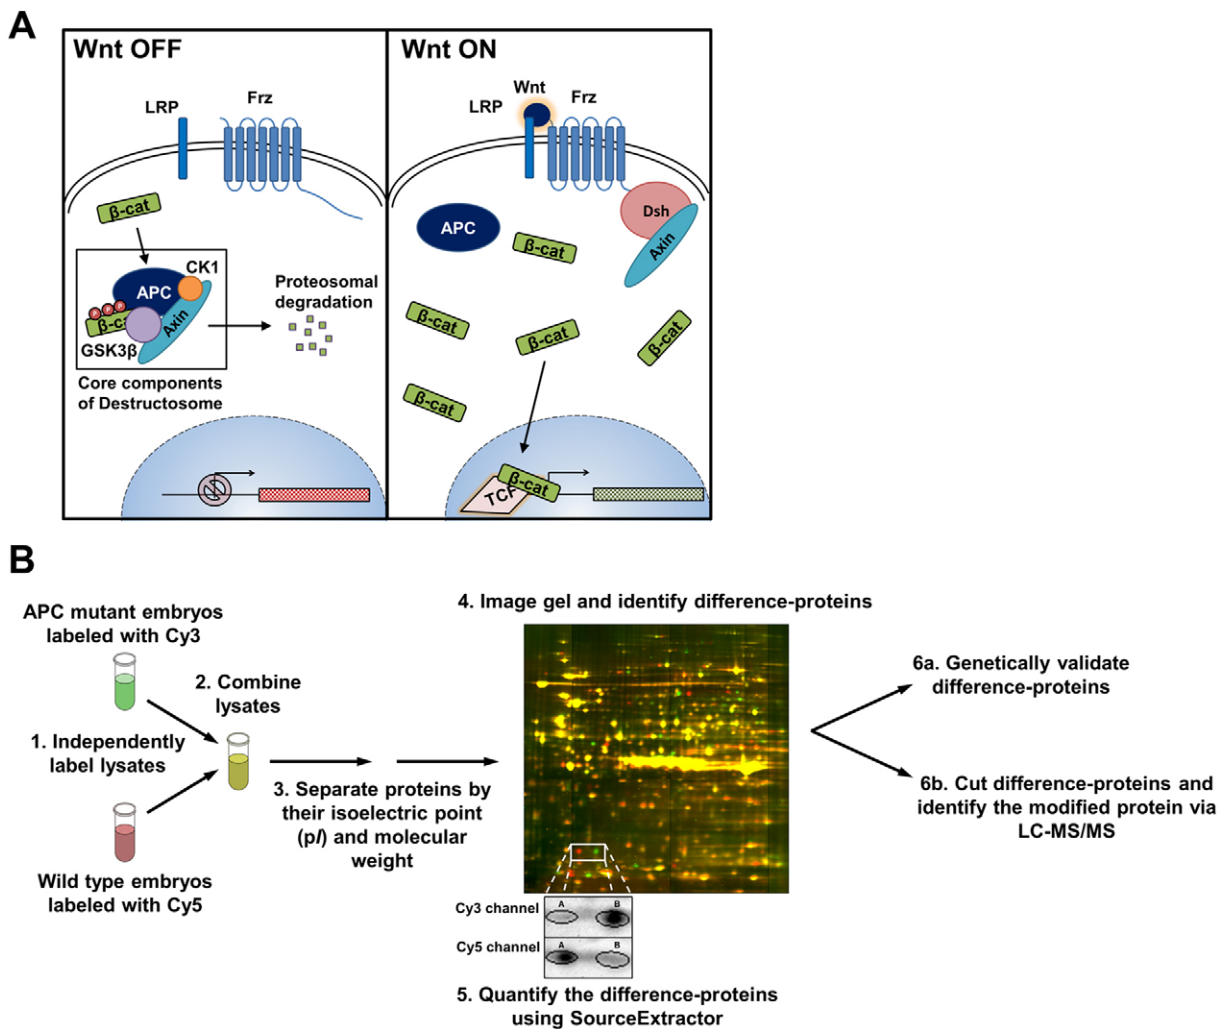 A
Wnt OFF
LRP
Frz
β-cat
CK1
APC
P P P
β-ca
Axin
GSK3β
Core components
of Destructosome
Proteosomal
degradation
Wnt ON
Wnt
LRP
Frz
Dsh
Axin
APC
β-cat
β-cat
β-cat
β-cat
β-cat
β-cat
TCF
B
APC mutant embryos
labeled with Cy3
1. Independently
label lysates
Wild type embryos
labeled with Cy5
2. Combine
lysates
3. Separate proteins by
their isoelectric point
(pI) and molecular
weight
4. Image gel and identify difference-proteins
Cy3 channel
A B
Cy5 channel
A B
5. Quantify the difference-proteins
using SourceExtractor
6a. Genetically validate
difference-proteins
6b. Cut difference-proteins and
identify the modified protein via
LC-MS/MS